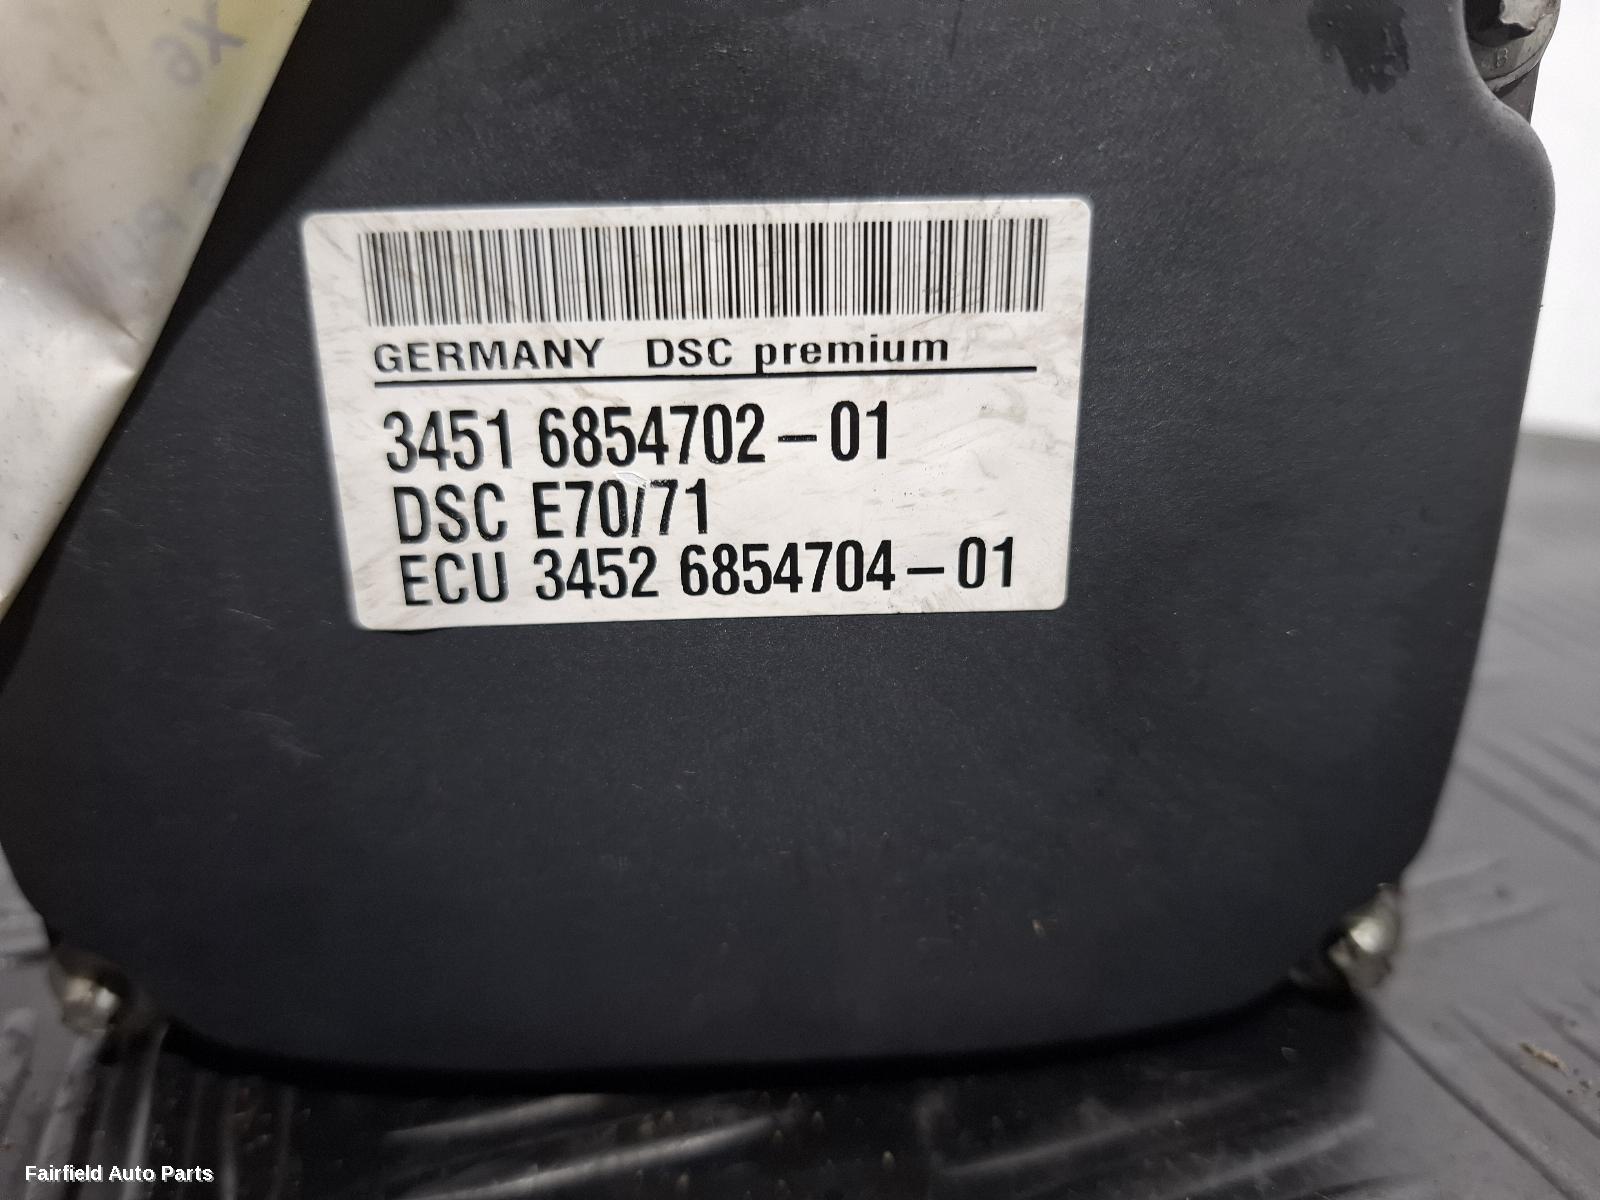 GERMANY DSC premium
3451 6854702-01
DSC E70/71
ECU 3452 6854704-01
Fairfield Auto Parts